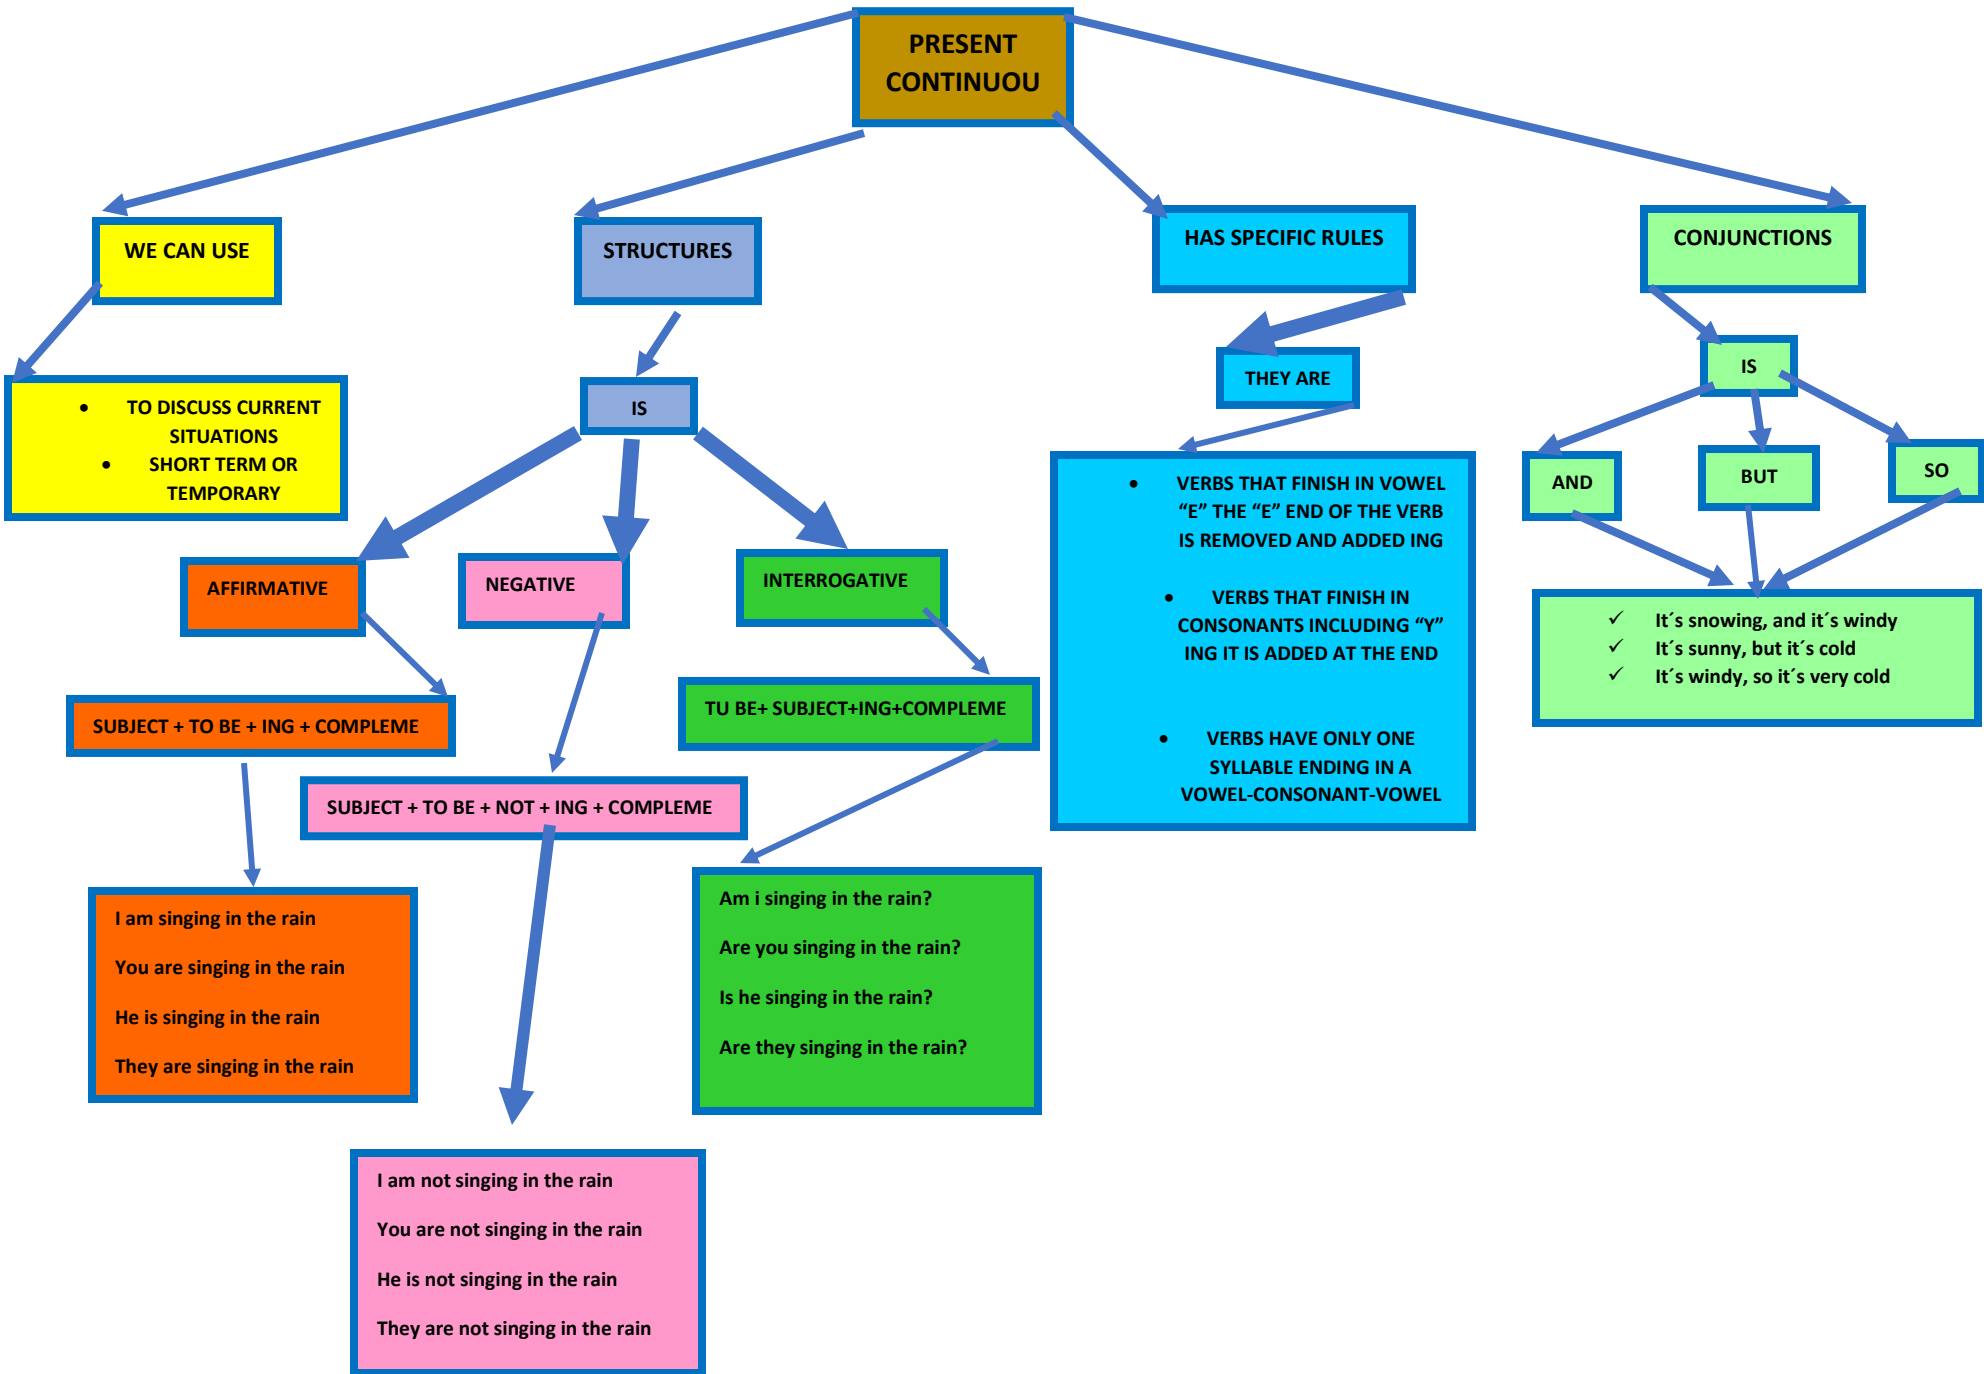 PRESENT
CONTINUOU
WE CAN USE
STRUCTURES
HAS SPECIFIC RULES
CONJUNCTIONS
• TO DISCUSS CURRENT
SITUATIONS
• SHORT TERM OR
TEMPORARY
IS
THEY ARE
IS
AND
BUT
SO
AFFIRMATIVE
NEGATIVE
INTERROGATIVE
• VERBS THAT FINISH IN VOWEL
“E” THE “E” END OF THE VERB
IS REMOVED AND ADDED ING
• VERBS THAT FINISH IN
CONSONANTS INCLUDING “Y”
ING IT IS ADDED AT THE END
• VERBS HAVE ONLY ONE
SYLLABLE ENDING IN A
VOWEL-CONSONANT-VOWEL
✓ It´s snowing, and it´s windy
✓ It´s sunny, but it´s cold
✓ It´s windy, so it´s very cold
SUBJECT + TO BE + ING + COMPLEME
SUBJECT + TO BE + NOT + ING + COMPLEME
TU BE+ SUBJECT+ING+COMPLEME
I am singing in the rain
You are singing in the rain
He is singing in the rain
They are singing in the rain
Am i singing in the rain?
Are you singing in the rain?
Is he singing in the rain?
Are they singing in the rain?
I am not singing in the rain
You are not singing in the rain
He is not singing in the rain
They are not singing in the rain